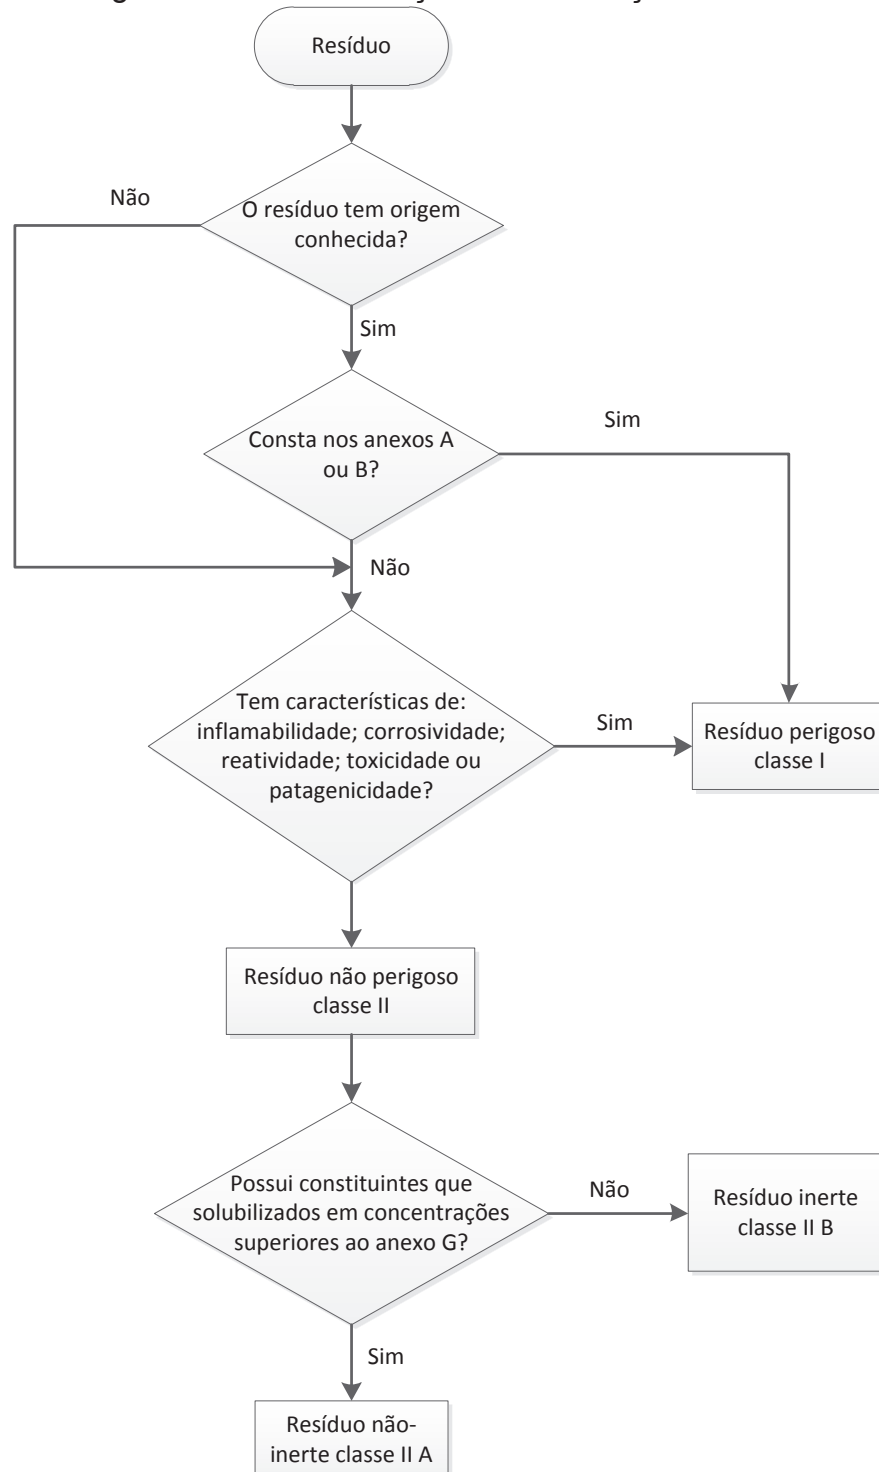 Resíduo
Não
O resíduo tem origem
conhecida?
Sim
Consta nos anexos A
ou B?
Sim
Não
Tem características de:
inflamabilidade; corrosividade;
reatividade; toxicidade ou
patagenicidade?
Sim
Resíduo perigoso
classe I
Resíduo não perigoso
classe II
Possui constituintes que
solubilizados em concentrações
superiores ao anexo G?
Não
Resíduo inerte
classe II B
Sim
Resíduo não-
inerte classe II A